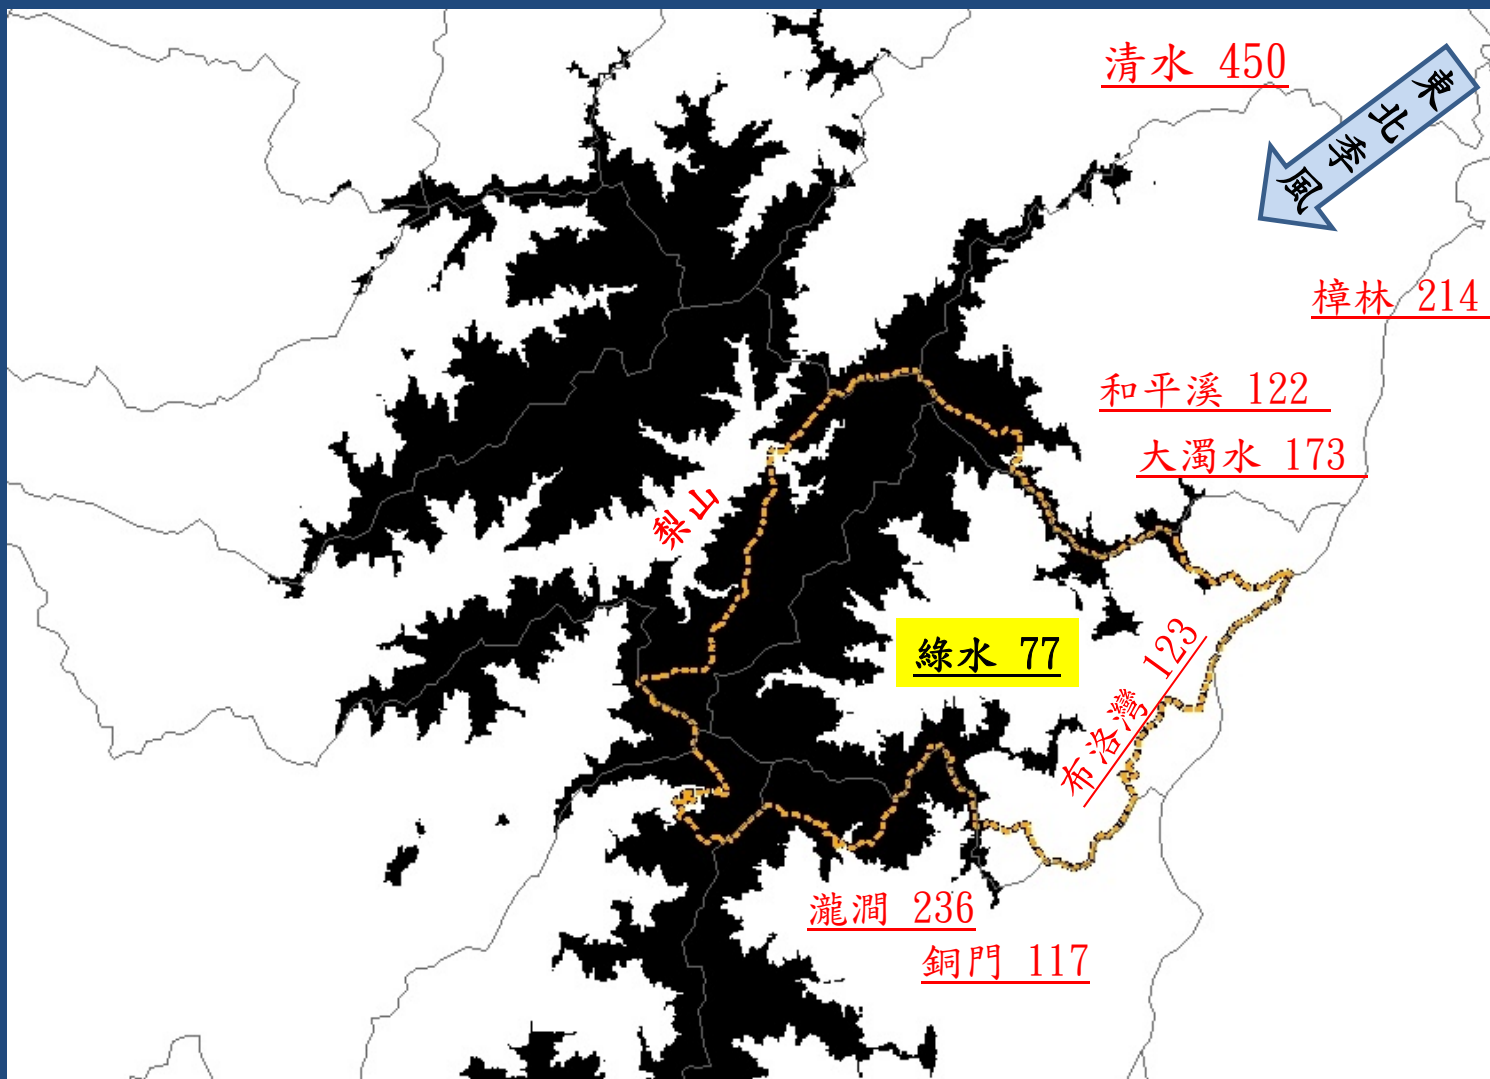 清水 450
東北季風
樟林 214
和平溪 122
大濁水 173
梨山
綠水 77
布洛灣 123
瀧澗 236
銅門 117